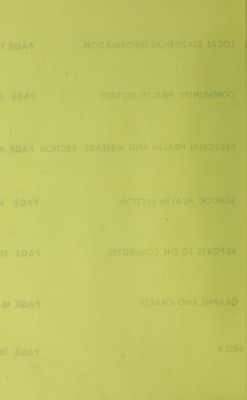 LOCAL STATISTICAL INFORMATION PAGE
COMMUNITY HEALTH SECTION PAGE
PERSONAL HEALTH AND WELFARE SECTION PAGE
SCHOOL HEALTH SECTION PAGE
REPORTS TO THE COMMITTEE PAGE
GRAPHS AND CHARTS PAGE
INDEX PAGE